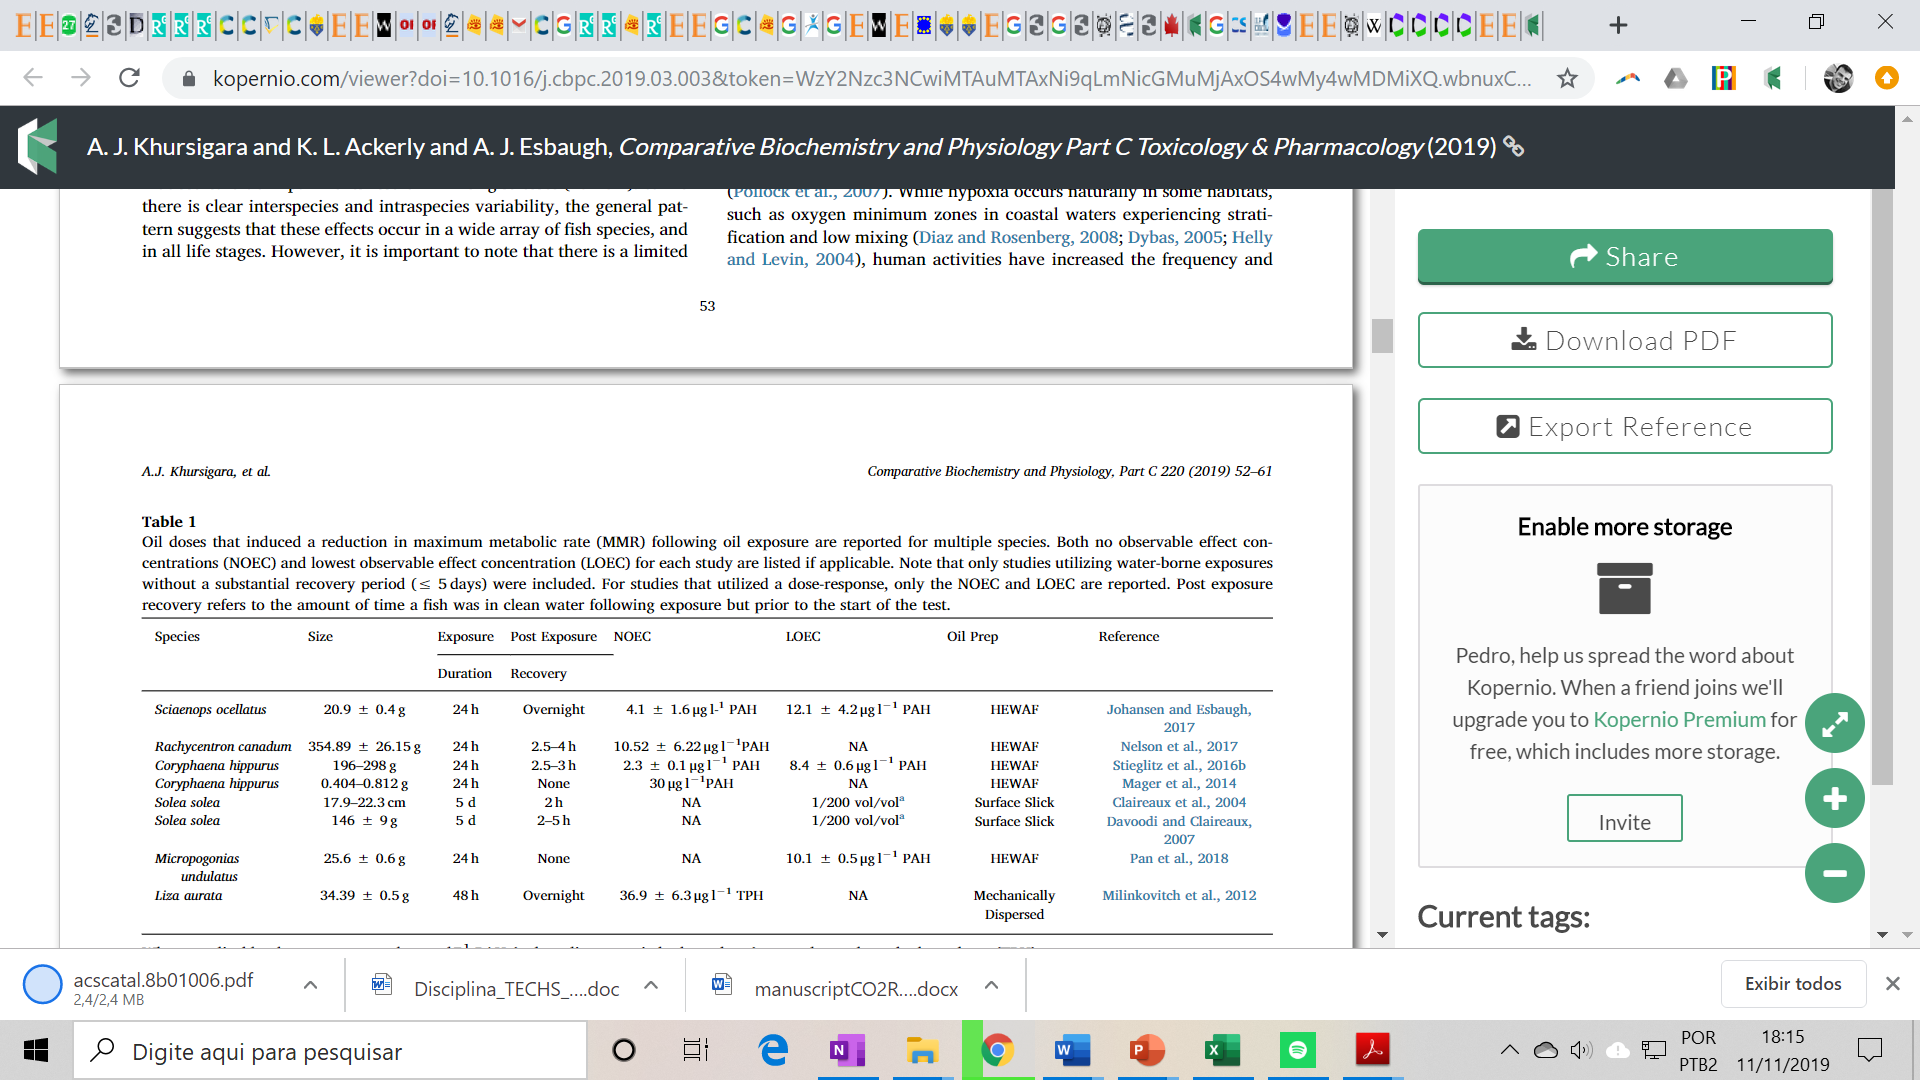 kopernio.com/viewer?doi=10.1016/j.cbpc.2019.03.003&token=WzY2Nzc3NCwiMTAuMTAxNi9qLmNicGMuMjAxOS4wMy4wMDMiXQ.wbnuxC...
A. J. Khursigara and K. L. Ackerly and A. J. Esbaugh, Comparative Biochemistry and Physiology Part C Toxicology & Pharmacology (2019)
there is clear interspecies and intraspecies variability, the general pat-
tern suggests that these effects occur in a wide array of fish species, and
in all life stages. However, it is important to note that there is a limited
(Pollock et al., 2007). While hypoxia occurs naturally in some habitats,
such as oxygen minimum zones in coastal waters experiencing strati-
fication and low mixing (Diaz and Rosenberg, 2008; Dybas, 2005; Helly
and Levin, 2004), human activities have increased the frequency and
53
A.J. Khursigara, et al.
Comparative Biochemistry and Physiology, Part C 220 (2019) 52–61
Table 1
Oil doses that induced a reduction in maximum metabolic rate (MMR) following oil exposure are reported for multiple species. Both no observable effect con-
centrations (NOEC) and lowest observable effect concentration (LOEC) for each study are listed if applicable. Note that only studies utilizing water-borne exposures
without a substantial recovery period (≤ 5 days) were included. For studies that utilized a dose-response, only the NOEC and LOEC are reported. Post exposure
recovery refers to the amount of time a fish was in clean water following exposure but prior to the start of the test.
Species Size Exposure Post Exposure NOEC LOEC Oil Prep Reference
Duration Recovery
Sciaenops ocellatus 20.9 ± 0.4 g 24 h Overnight 4.1 ± 1.6 µg l-¹ PAH 12.1 ± 4.2 µg l⁻¹ PAH HEWAF Johansen and Esbaugh,
2017
Rachycentron canadum 354.89 ± 26.15 g 24 h 2.5–4 h 10.52 ± 6.22 µg l⁻¹PAH NA HEWAF Nelson et al., 2017
Coryphaena hippurus 196–298 g 24 h 2.5–3 h 2.3 ± 0.1 µg l⁻¹ PAH 8.4 ± 0.6 µg l⁻¹ PAH HEWAF Stieglitz et al., 2016b
Coryphaena hippurus 0.404–0.812 g 24 h None 30 µg l⁻¹PAH NA HEWAF Mager et al., 2014
Solea solea 17.9–22.3 cm 5 d 2 h NA 1/200 vol/volᵃ Surface Slick Claireaux et al., 2004
Solea solea 146 ± 9 g 5 d 2–5 h NA 1/200 vol/volᵃ Surface Slick Davoodi and Claireaux,
2007
Micropogonias 25.6 ± 0.6 g 24 h None NA 10.1 ± 0.5 µg l⁻¹ PAH HEWAF Pan et al., 2018
undulatus
Liza aurata 34.39 ± 0.5 g 48 h Overnight 36.9 ± 6.3 µg l⁻¹ TPH NA Mechanically Milinkovitch et al., 2012
Dispersed
Share
Download PDF
Export Reference
Enable more storage
Pedro, help us spread the word about
Kopernio. When a friend joins we'll
upgrade you to Kopernio Premium for
free, which includes more storage.
Invite
Current tags:
acscatal.8b01006.pdf
2,4/2,4 MB
Disciplina_TECHS_....doc
manuscriptCO2R....docx
Exibir todos
Digite aqui para pesquisar
POR
PTB2
18:15
11/11/2019